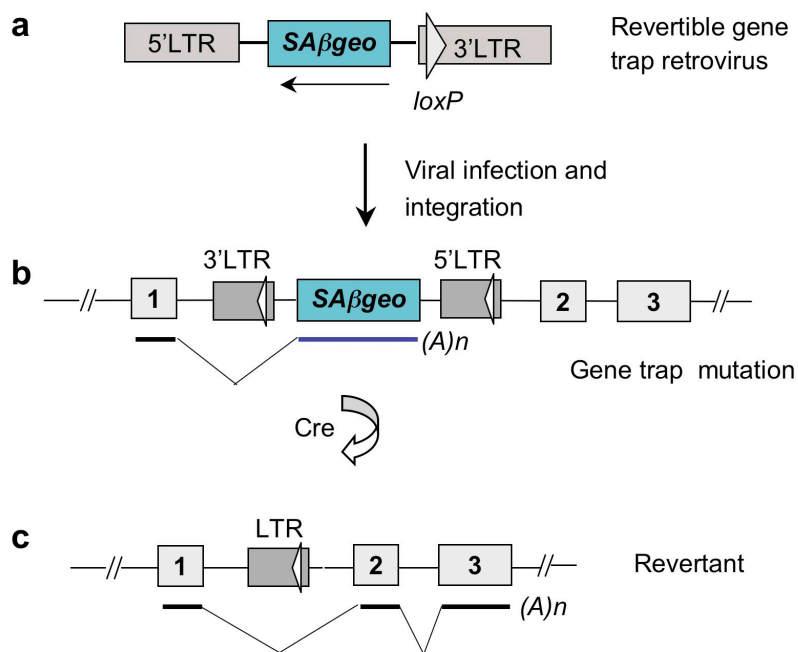 a
5'LTR
SAβgeo
3'LTR
loxP
Revertible gene
trap retrovirus
Viral infection and
integration
b
3'LTR
5'LTR
1
SAβgeo
2
3
(A)n
Gene trap mutation
Cre
c
LTR
1
2
3
Revertant
(A)n